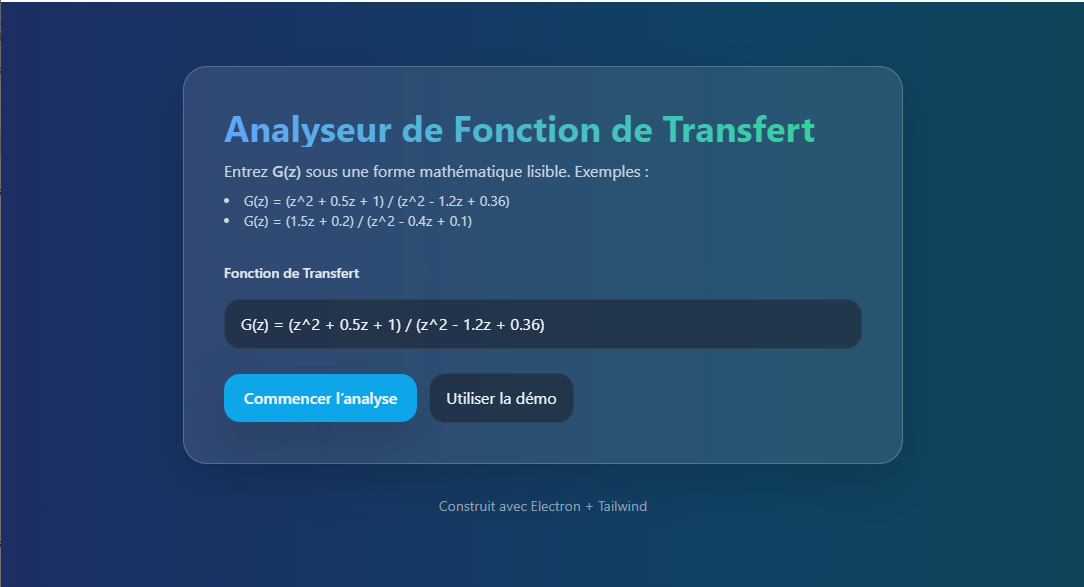 Analyseur de Fonction de Transfert
Entrez G(z) sous une forme mathématique lisible. Exemples :
• G(z) = (z^2 + 0.5z + 1) / (z^2 - 1.2z + 0.36)
• G(z) = (1.5z + 0.2) / (z^2 - 0.4z + 0.1)
Fonction de Transfert
G(z) = (z^2 + 0.5z + 1) / (z^2 - 1.2z + 0.36)
Commencer l’analyse
Utiliser la démo
Construit avec Electron + Tailwind